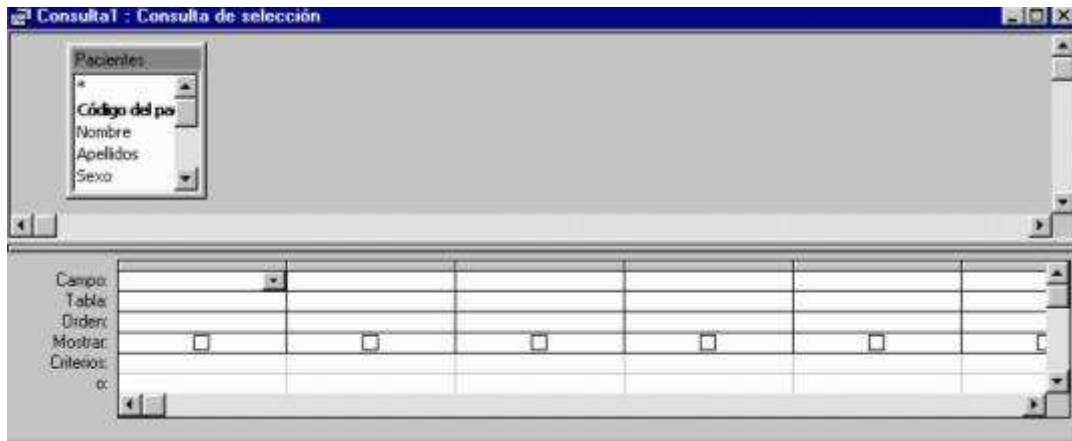 Consulta1 : Consulta de selección
Pacientes
*
Código del pa
Nombre
Apellidos
Sexo
Campo:
Tabla:
Orden:
Mostrar:
Criterios:
o: